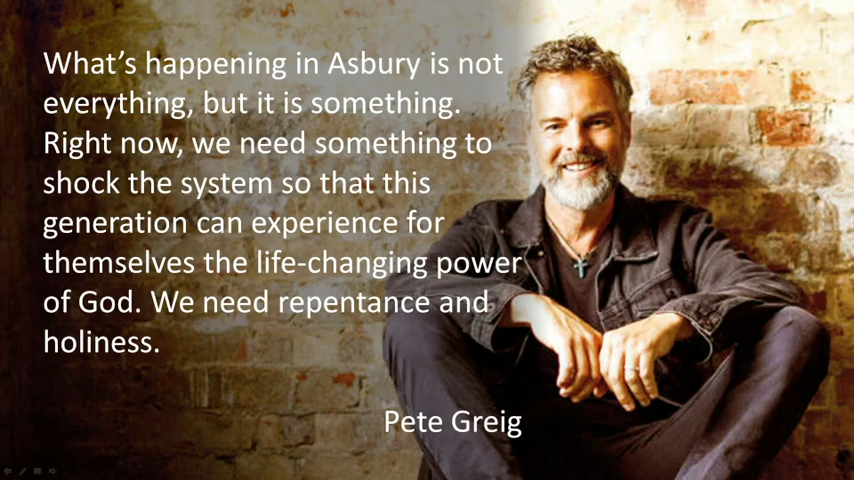 What’s happening in Asbury is not
everything, but it is something.
Right now, we need something to
shock the system so that this
generation can experience for
themselves the life-changing power
of God. We need repentance and
holiness.
Pete Greig